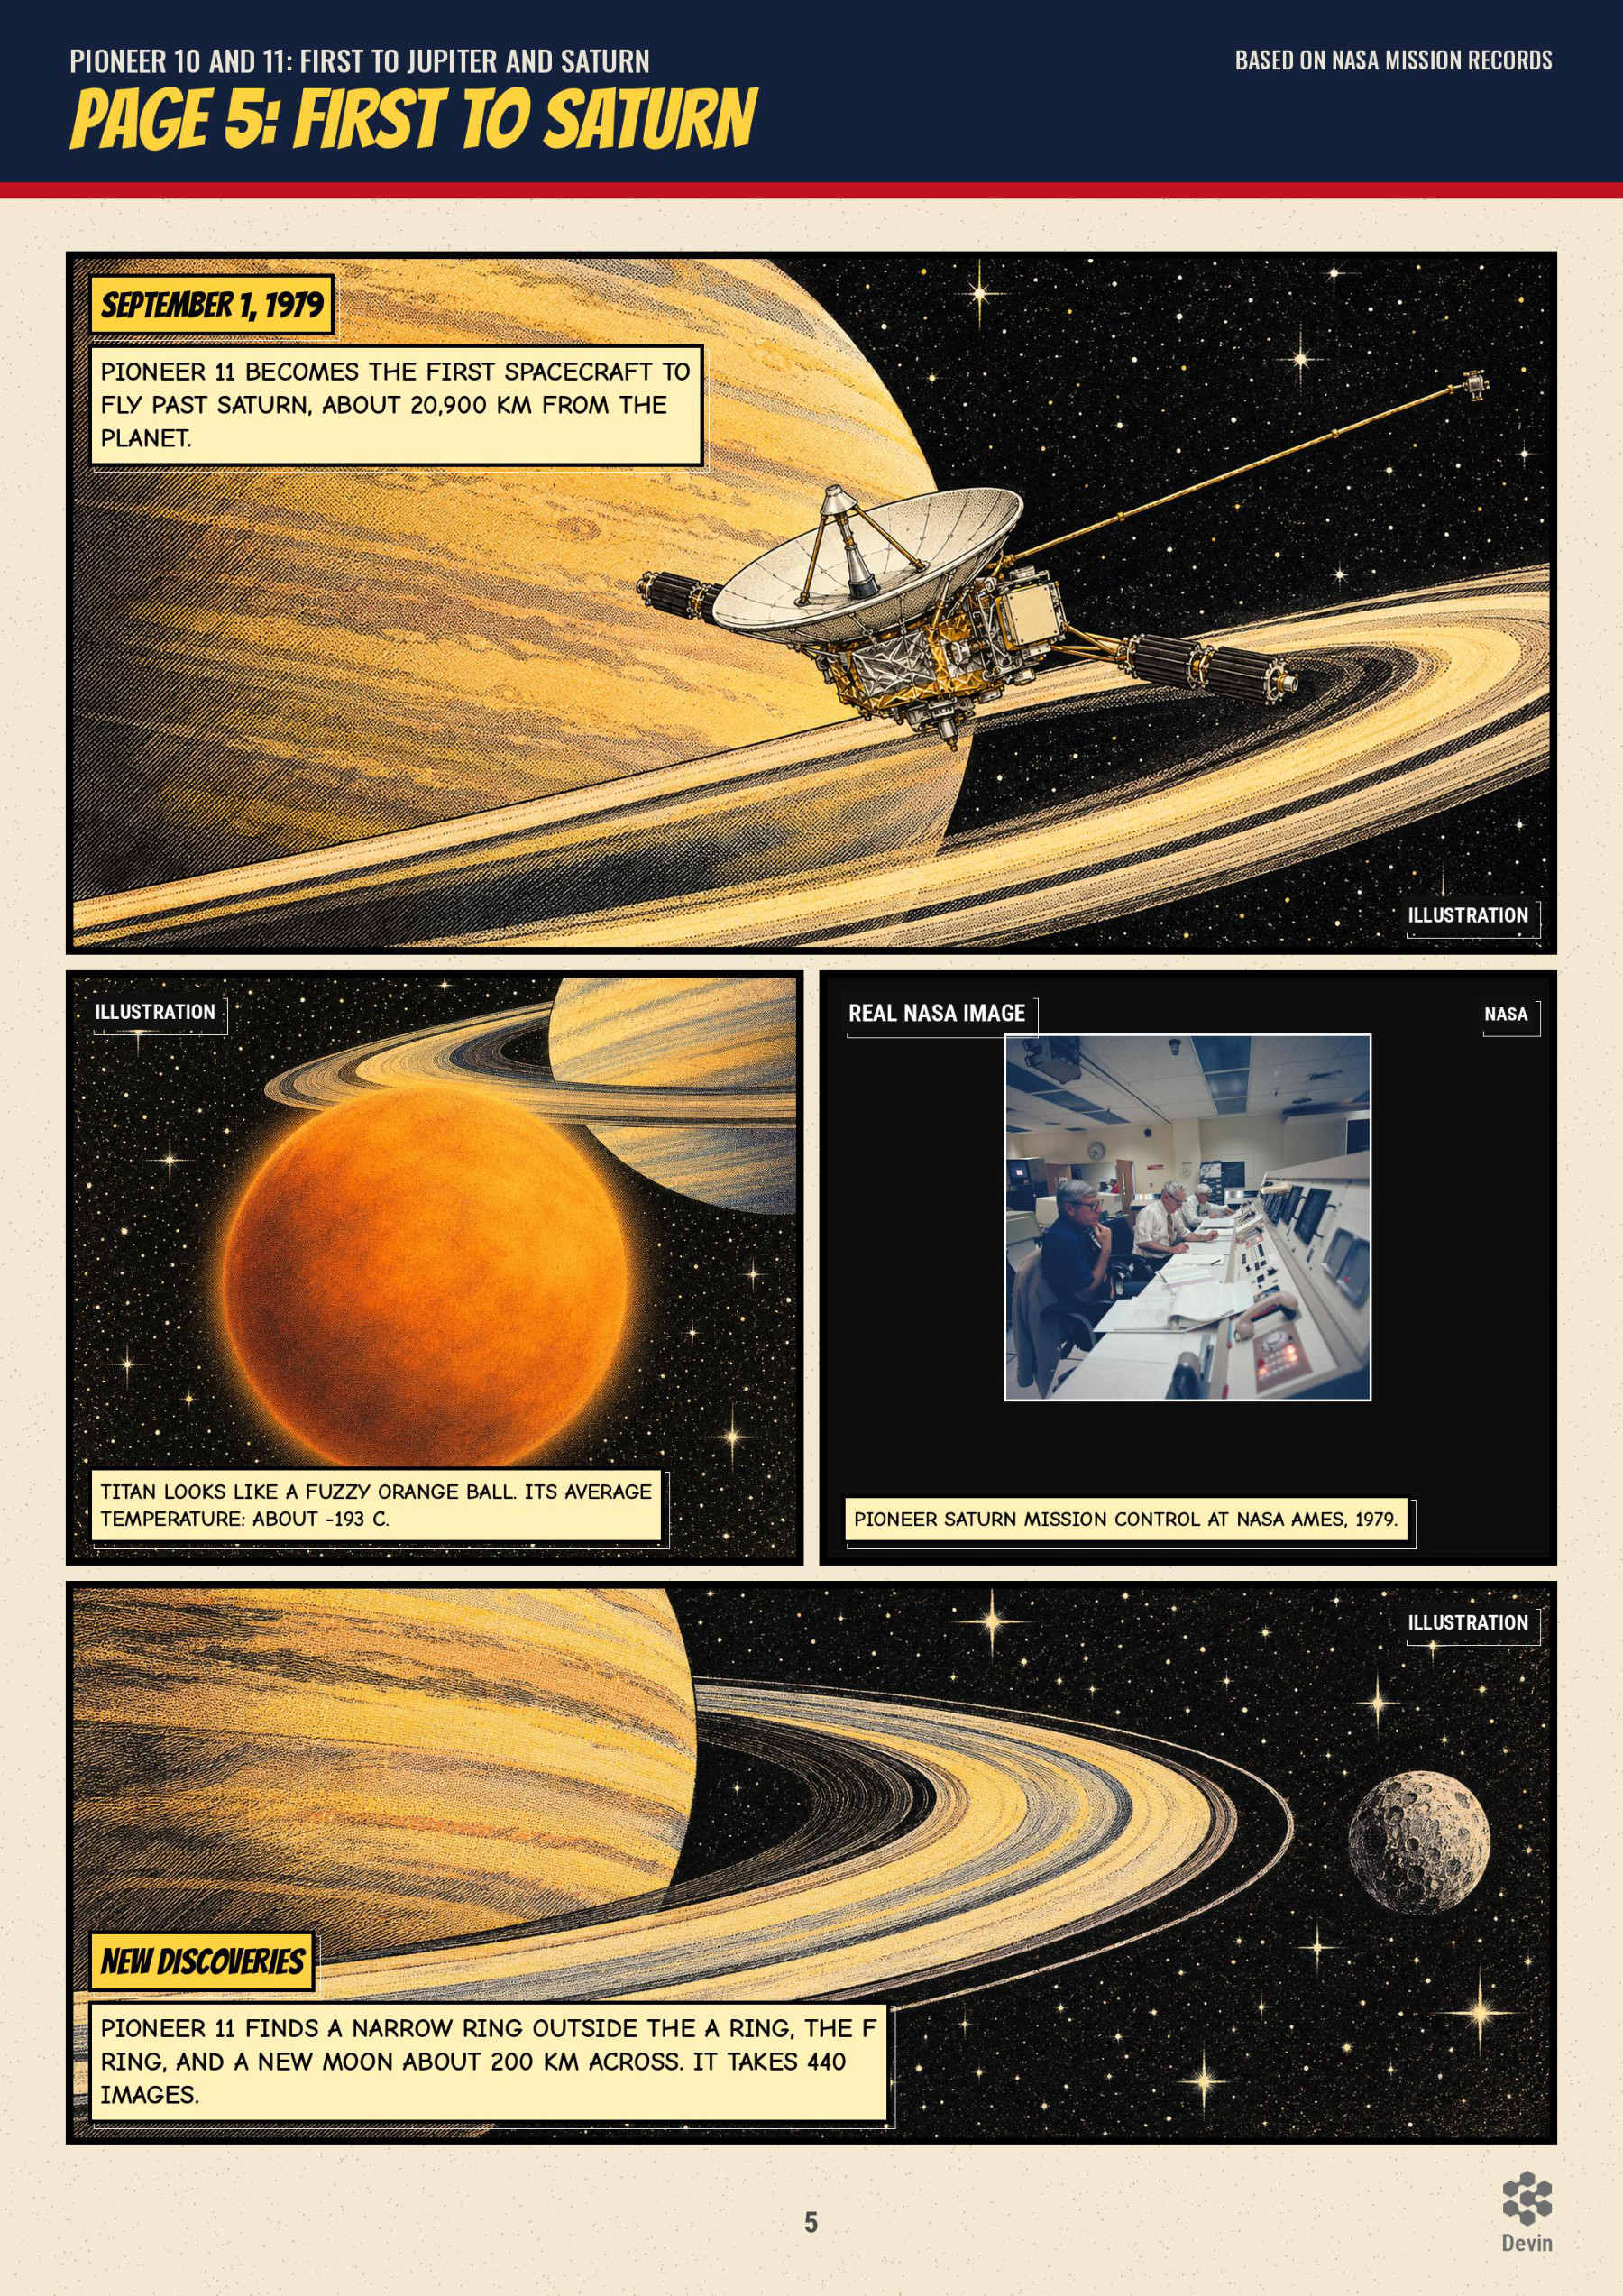 PIONEER 10 AND 11: FIRST TO JUPITER AND SATURN
BASED ON NASA MISSION RECORDS
PAGE 5: FIRST TO SATURN
SEPTEMBER 1, 1979
PIONEER 11 BECOMES THE FIRST SPACECRAFT TO
FLY PAST SATURN, ABOUT 20,900 KM FROM THE
PLANET.
ILLUSTRATION
ILLUSTRATION
TITAN LOOKS LIKE A FUZZY ORANGE BALL. ITS AVERAGE
TEMPERATURE: ABOUT -193 C.
REAL NASA IMAGE
NASA
PIONEER SATURN MISSION CONTROL AT NASA AMES, 1979.
ILLUSTRATION
NEW DISCOVERIES
PIONEER 11 FINDS A NARROW RING OUTSIDE THE A RING, THE F
RING, AND A NEW MOON ABOUT 200 KM ACROSS. IT TAKES 440
IMAGES.
5
Devin